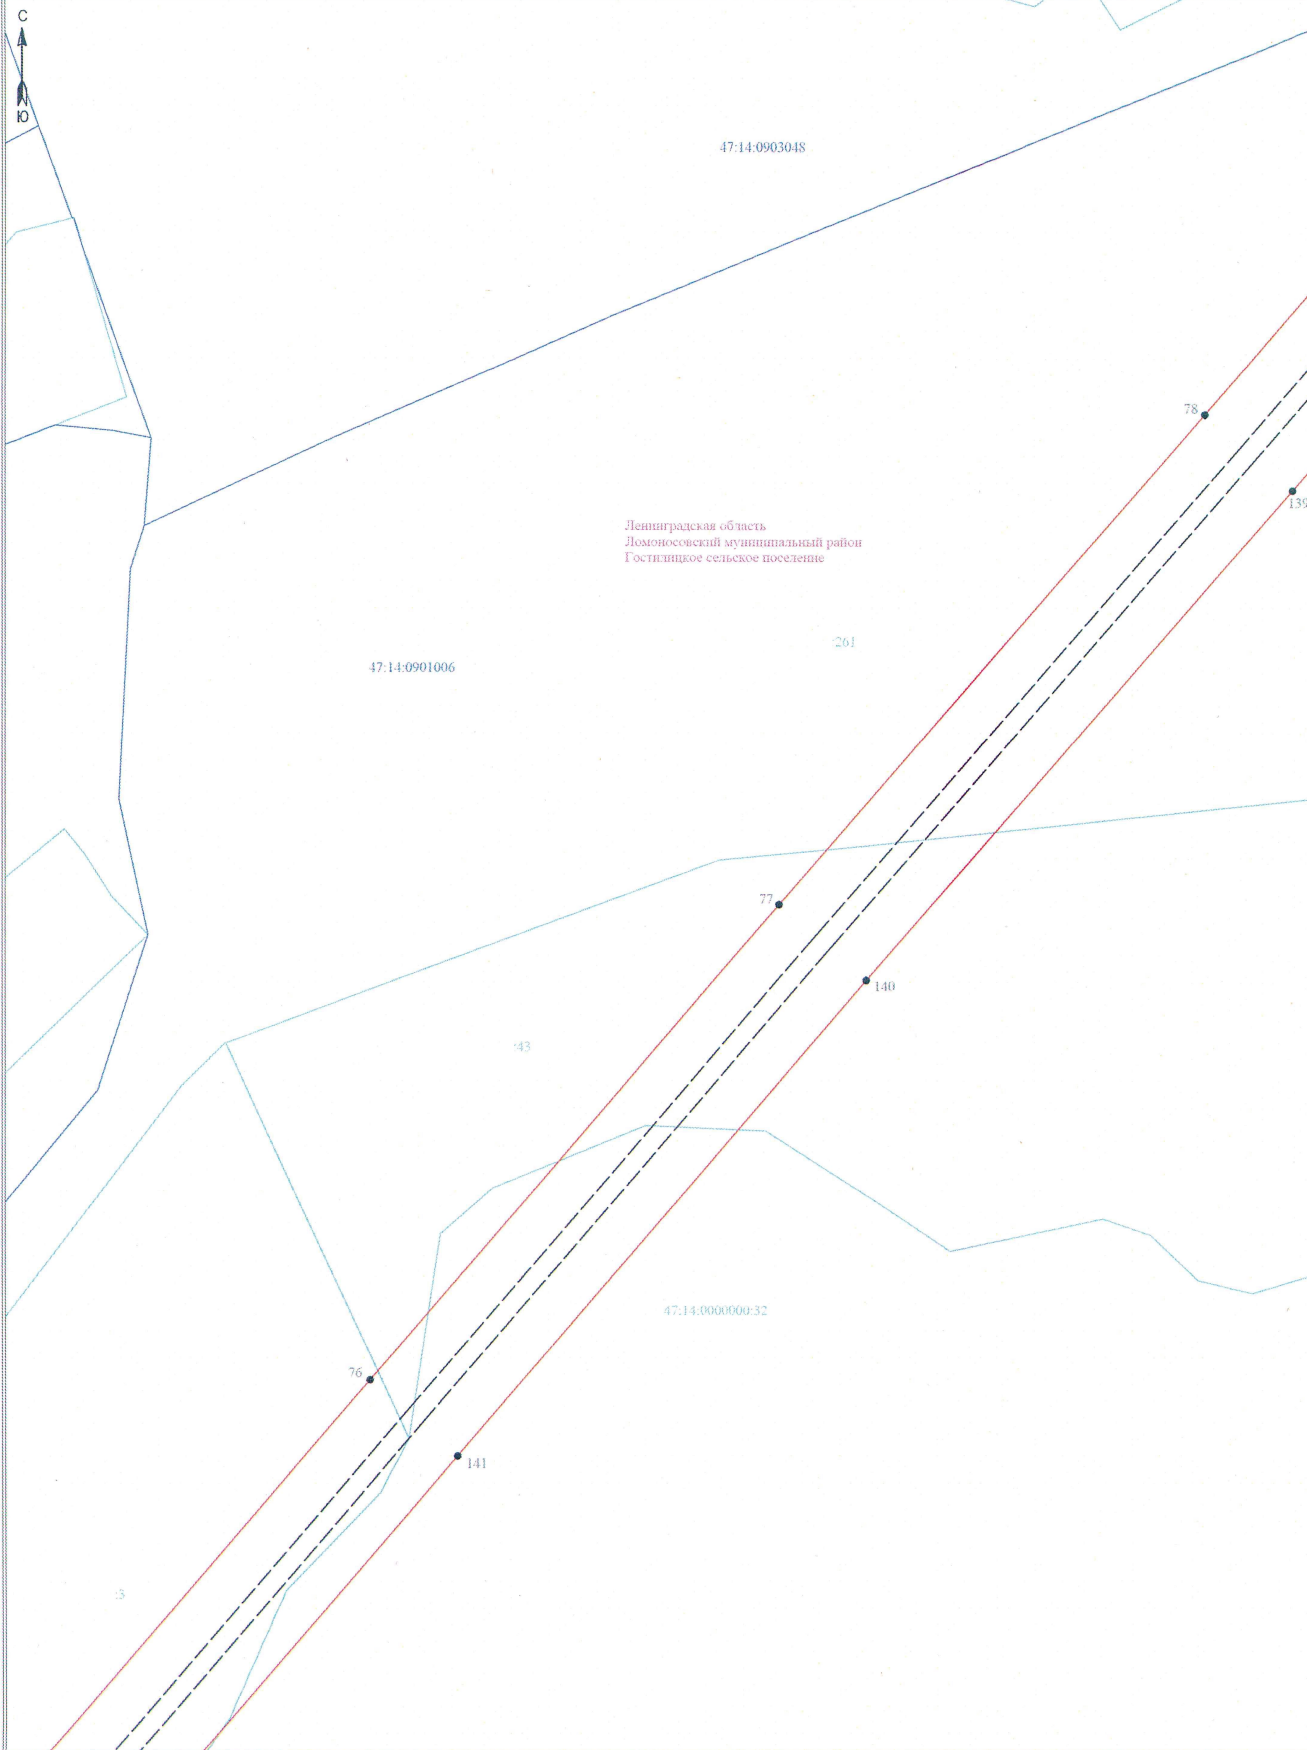 С
Ю
47:14:0903048
78
139
Ленинградская область
Ломоносовский муниципальный район
Гостилицкое сельское поселение
:261
47:14:0901006
77
140
:43
47:14:0000000:32
76
141
:3